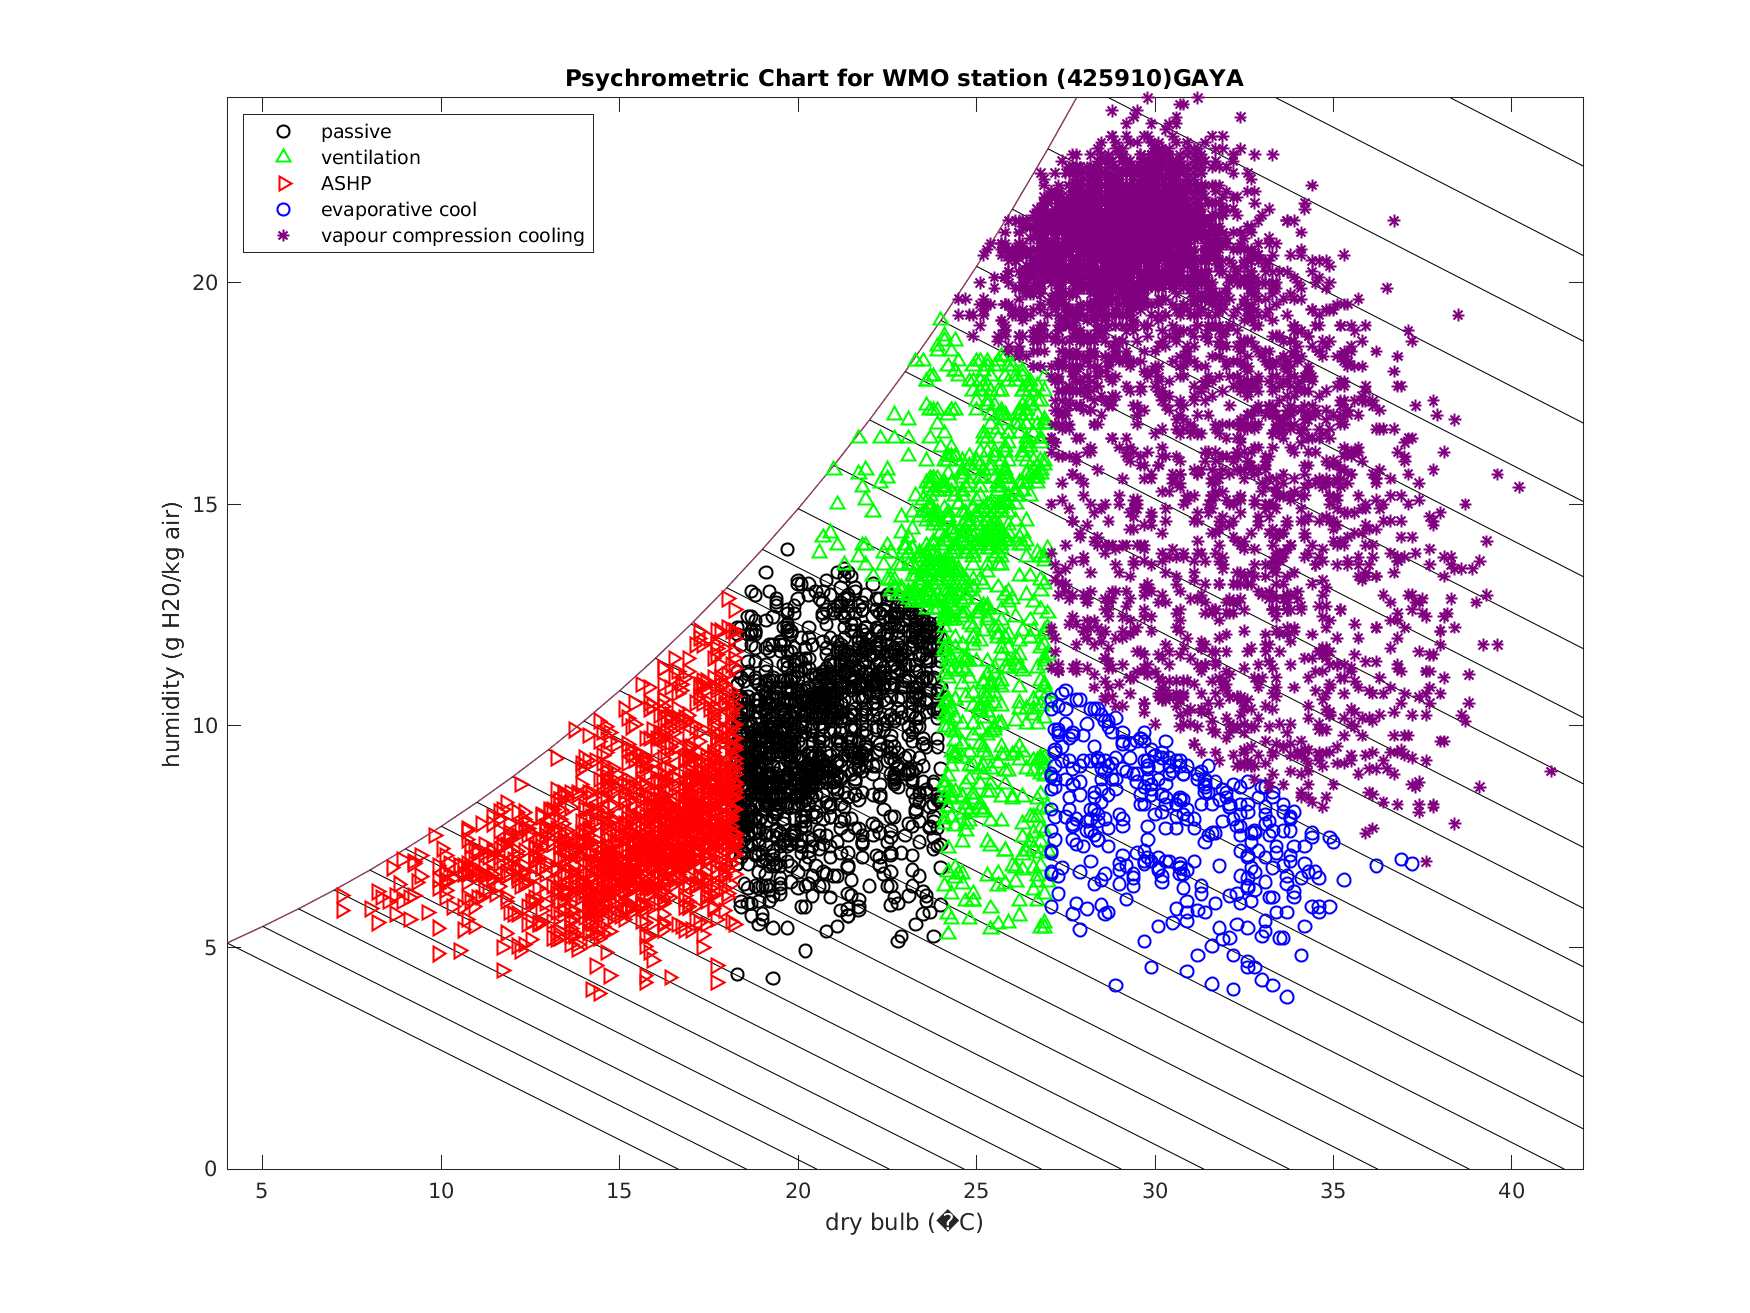 Psychrometric Chart for WMO station (425910)GAYA
passive
ventilation
ASHP
evaporative cool
vapour compression cooling
humidity (g H20/kg air)
20
15
10
5
0
5 10 15 20 25 30 35 40
dry bulb (�C)